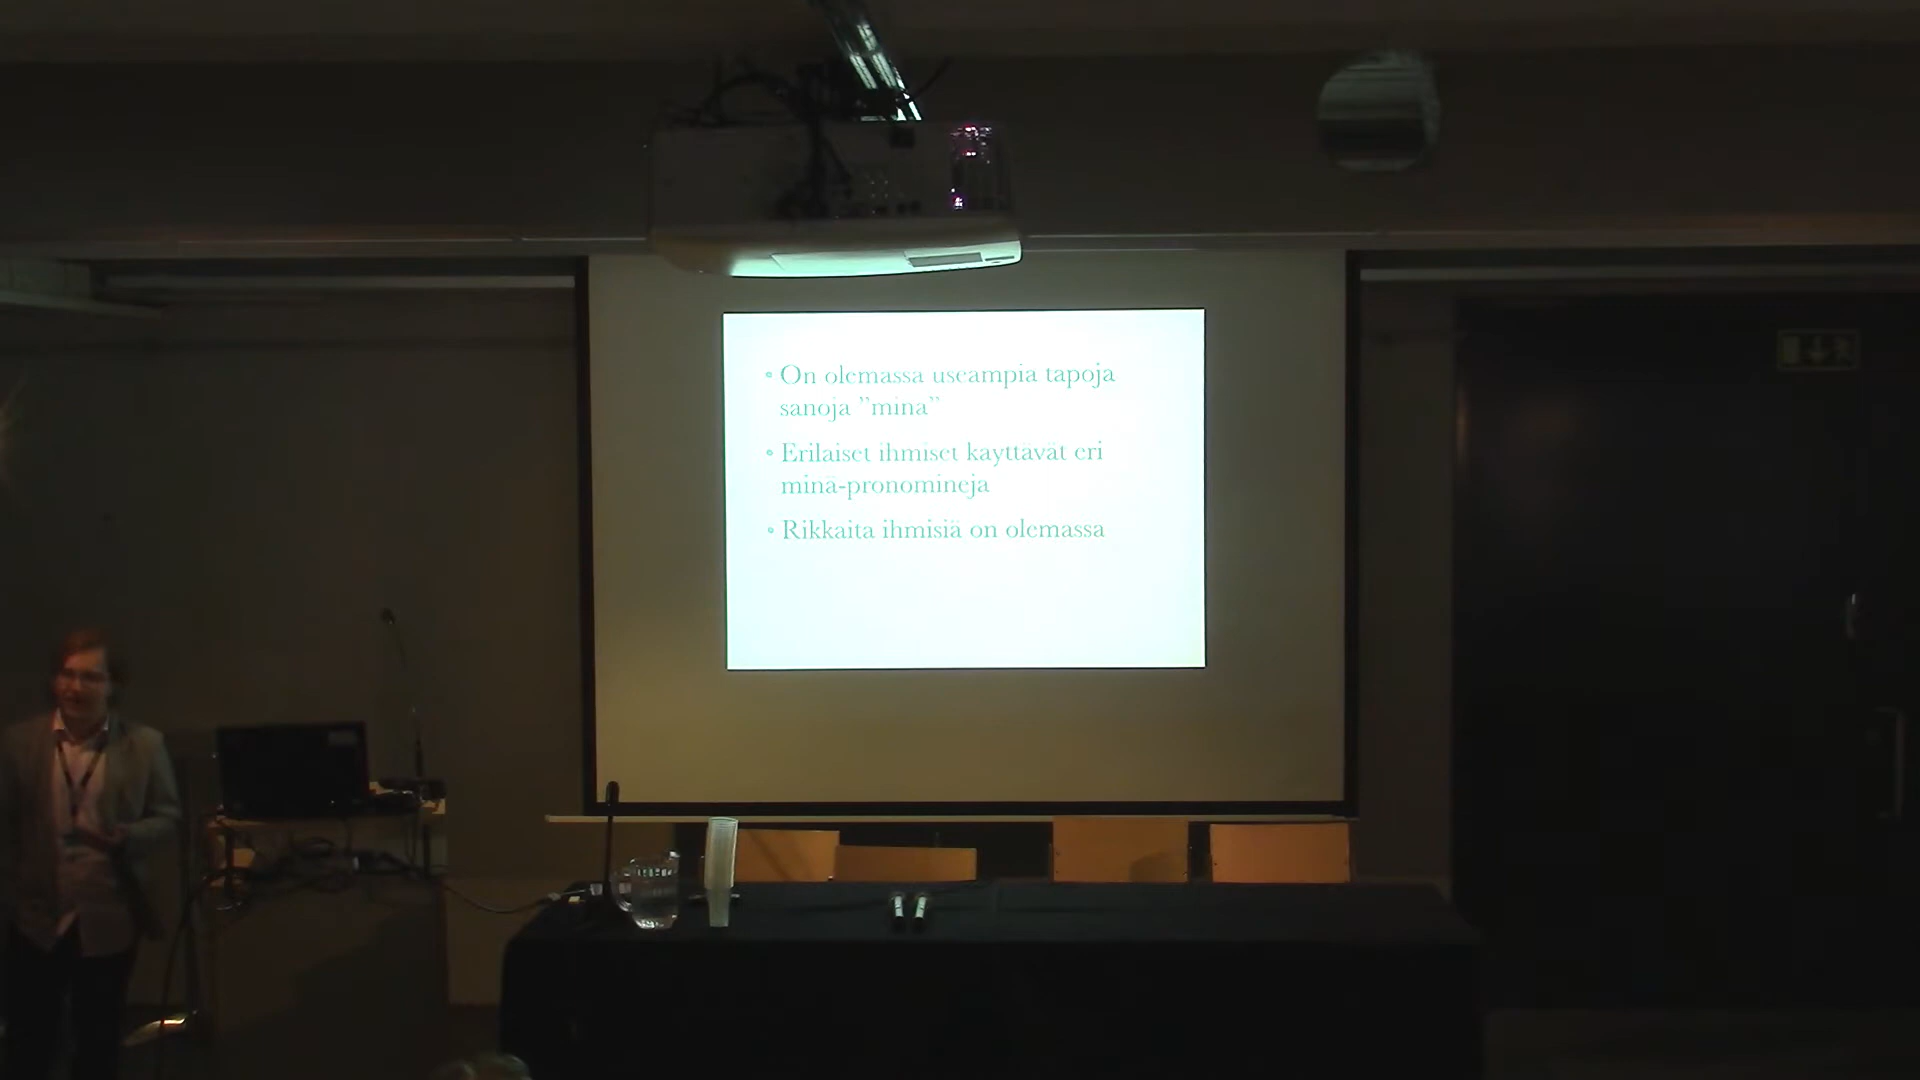 • On olemassa useampia tapoja
sanoja ”minä”
• Erilaiset ihmiset käyttävät eri
minä-pronomineja
• Rikkaita ihmisiä on olemassa